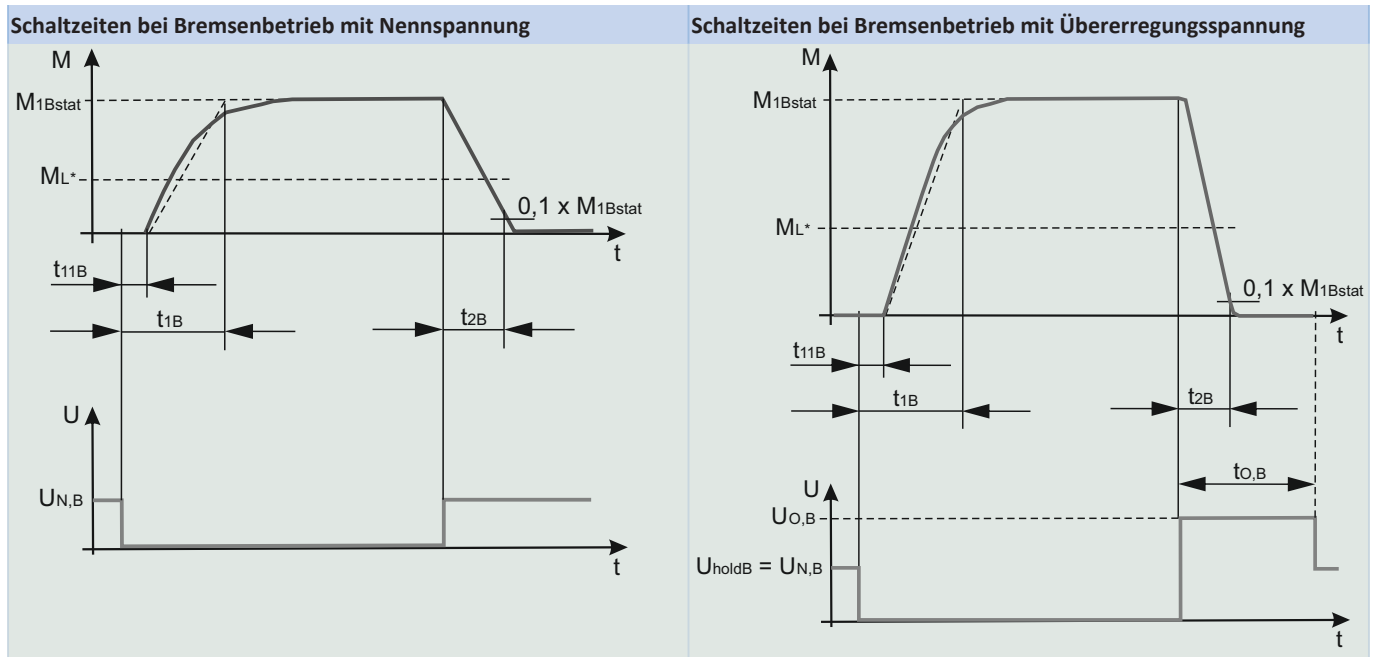 Schaltzeiten bei Bremsenbetrieb mit Nennspannung
M
M1Bstat
ML*
0,1 x M1Bstat
t
t11B
t1B
t2B
U
UN,B
t
Schaltzeiten bei Bremsenbetrieb mit Übererregungsspannung
M
M1Bstat
ML*
0,1 x M1Bstat
t
t11B
t1B
t2B
tO,B
U
UO,B
UholdB = UN,B
t